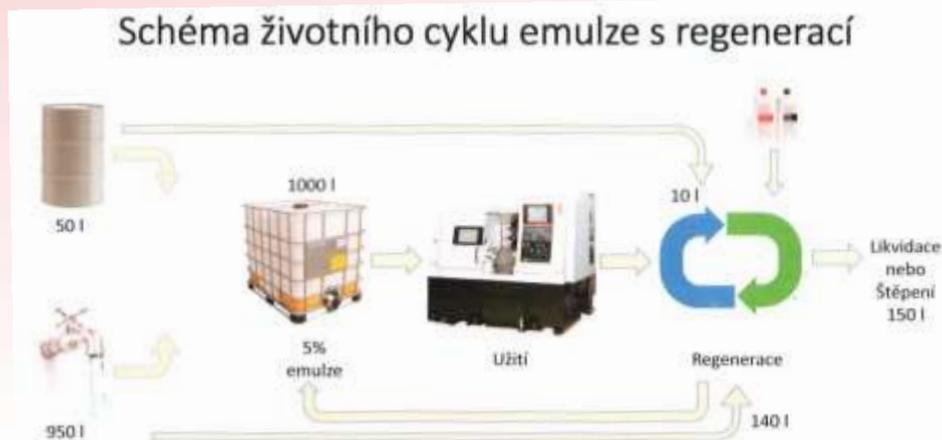 Schéma životního cyklu emulze s regenerací
50 l
1000 l
10 l
Likvidace
nebo
Štěpení
150 l
5%
emulze
Užití
Regenerace
950 l
140 l